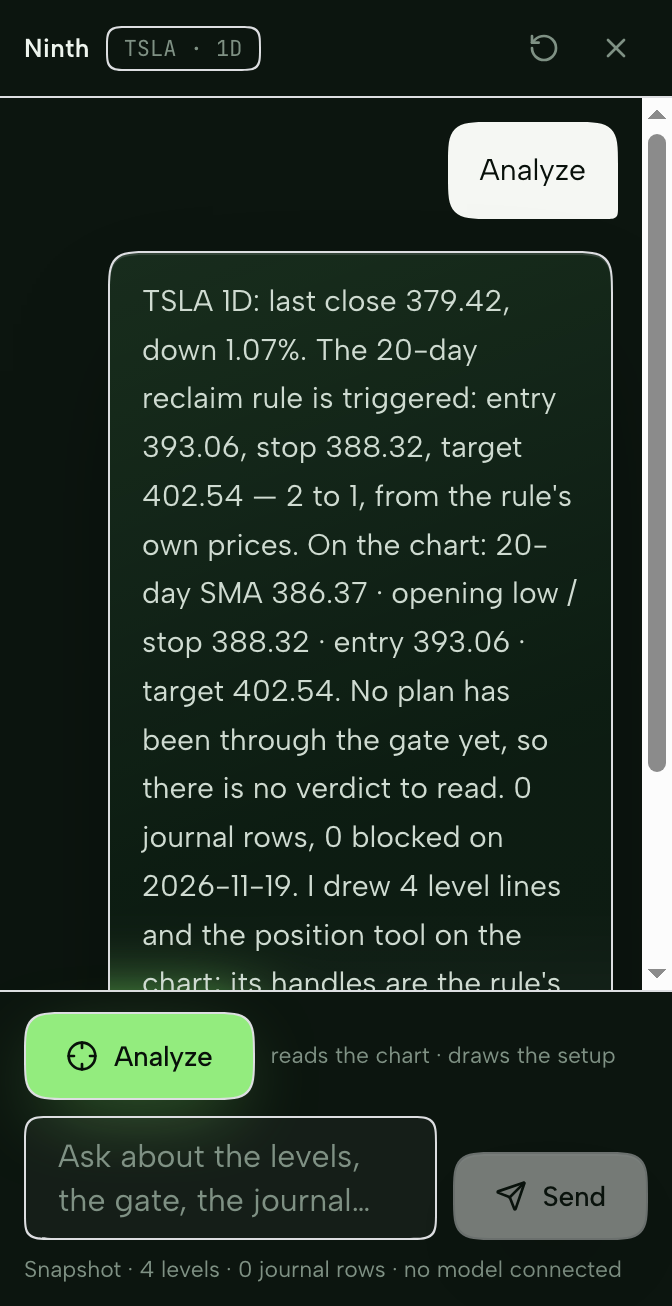 Ninth
TSLA · 1D
Analyze
TSLA 1D: last close 379.42,
down 1.07%. The 20-day
reclaim rule is triggered: entry
393.06, stop 388.32, target
402.54 — 2 to 1, from the rule's
own prices. On the chart: 20-
day SMA 386.37 · opening low /
stop 388.32 · entry 393.06 ·
target 402.54. No plan has
been through the gate yet, so
there is no verdict to read. 0
journal rows, 0 blocked on
2026-11-19. I drew 4 level lines
and the position tool on the
chart: its handles are the rule's
Analyze
reads the chart · draws the setup
Ask about the levels,
the gate, the journal…
Send
Snapshot · 4 levels · 0 journal rows · no model connected